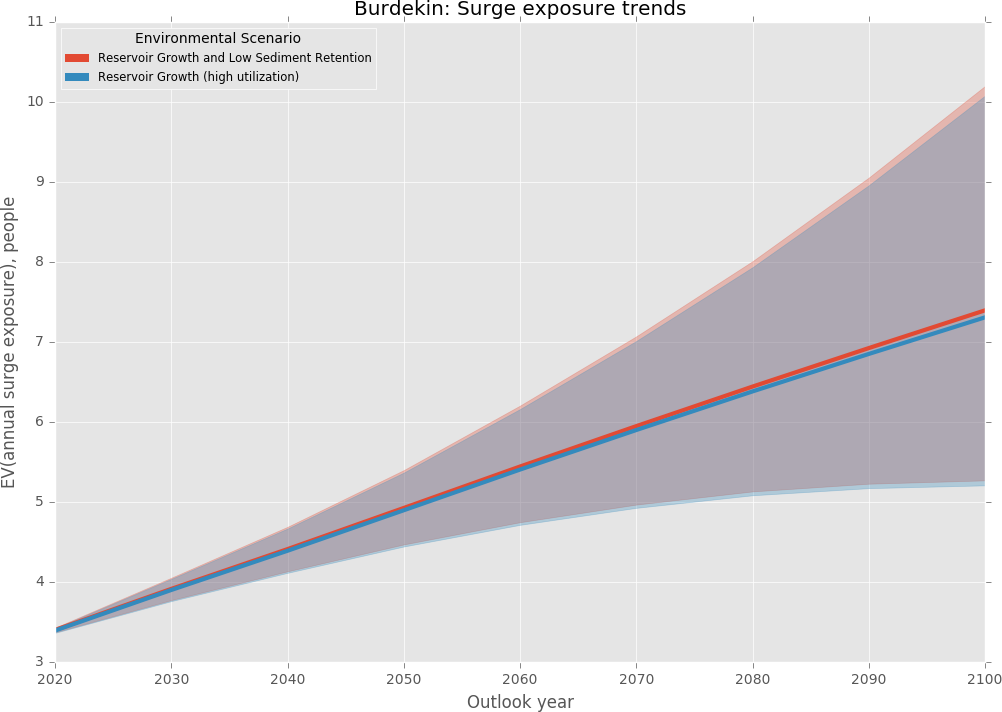 Burdekin: Surge exposure trends
Environmental Scenario
Reservoir Growth and Low Sediment Retention
Reservoir Growth (high utilization)
EV(annual surge exposure), people
11
10
9
8
7
6
5
4
3
2020 2030 2040 2050 2060 2070 2080 2090 2100
Outlook year